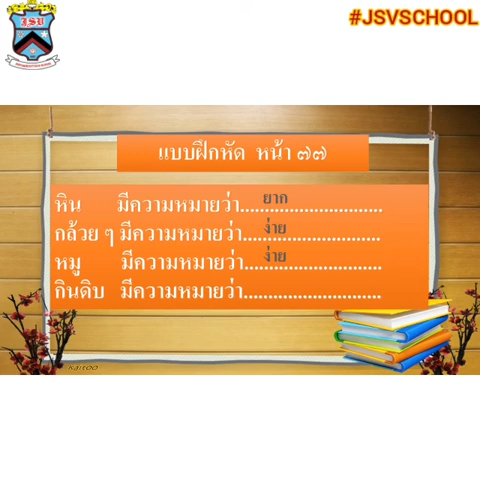 JSV
#JSVSCHOOL
แบบฝึกหัด หน้า ๗๗
หิน มีความหมายว่า.............ยาก................
กล้วย ๆ มีความหมายว่า.............ง่าย................
หมู มีความหมายว่า.............ง่าย................
กินดิบ มีความหมายว่า.............................
Kaitoo